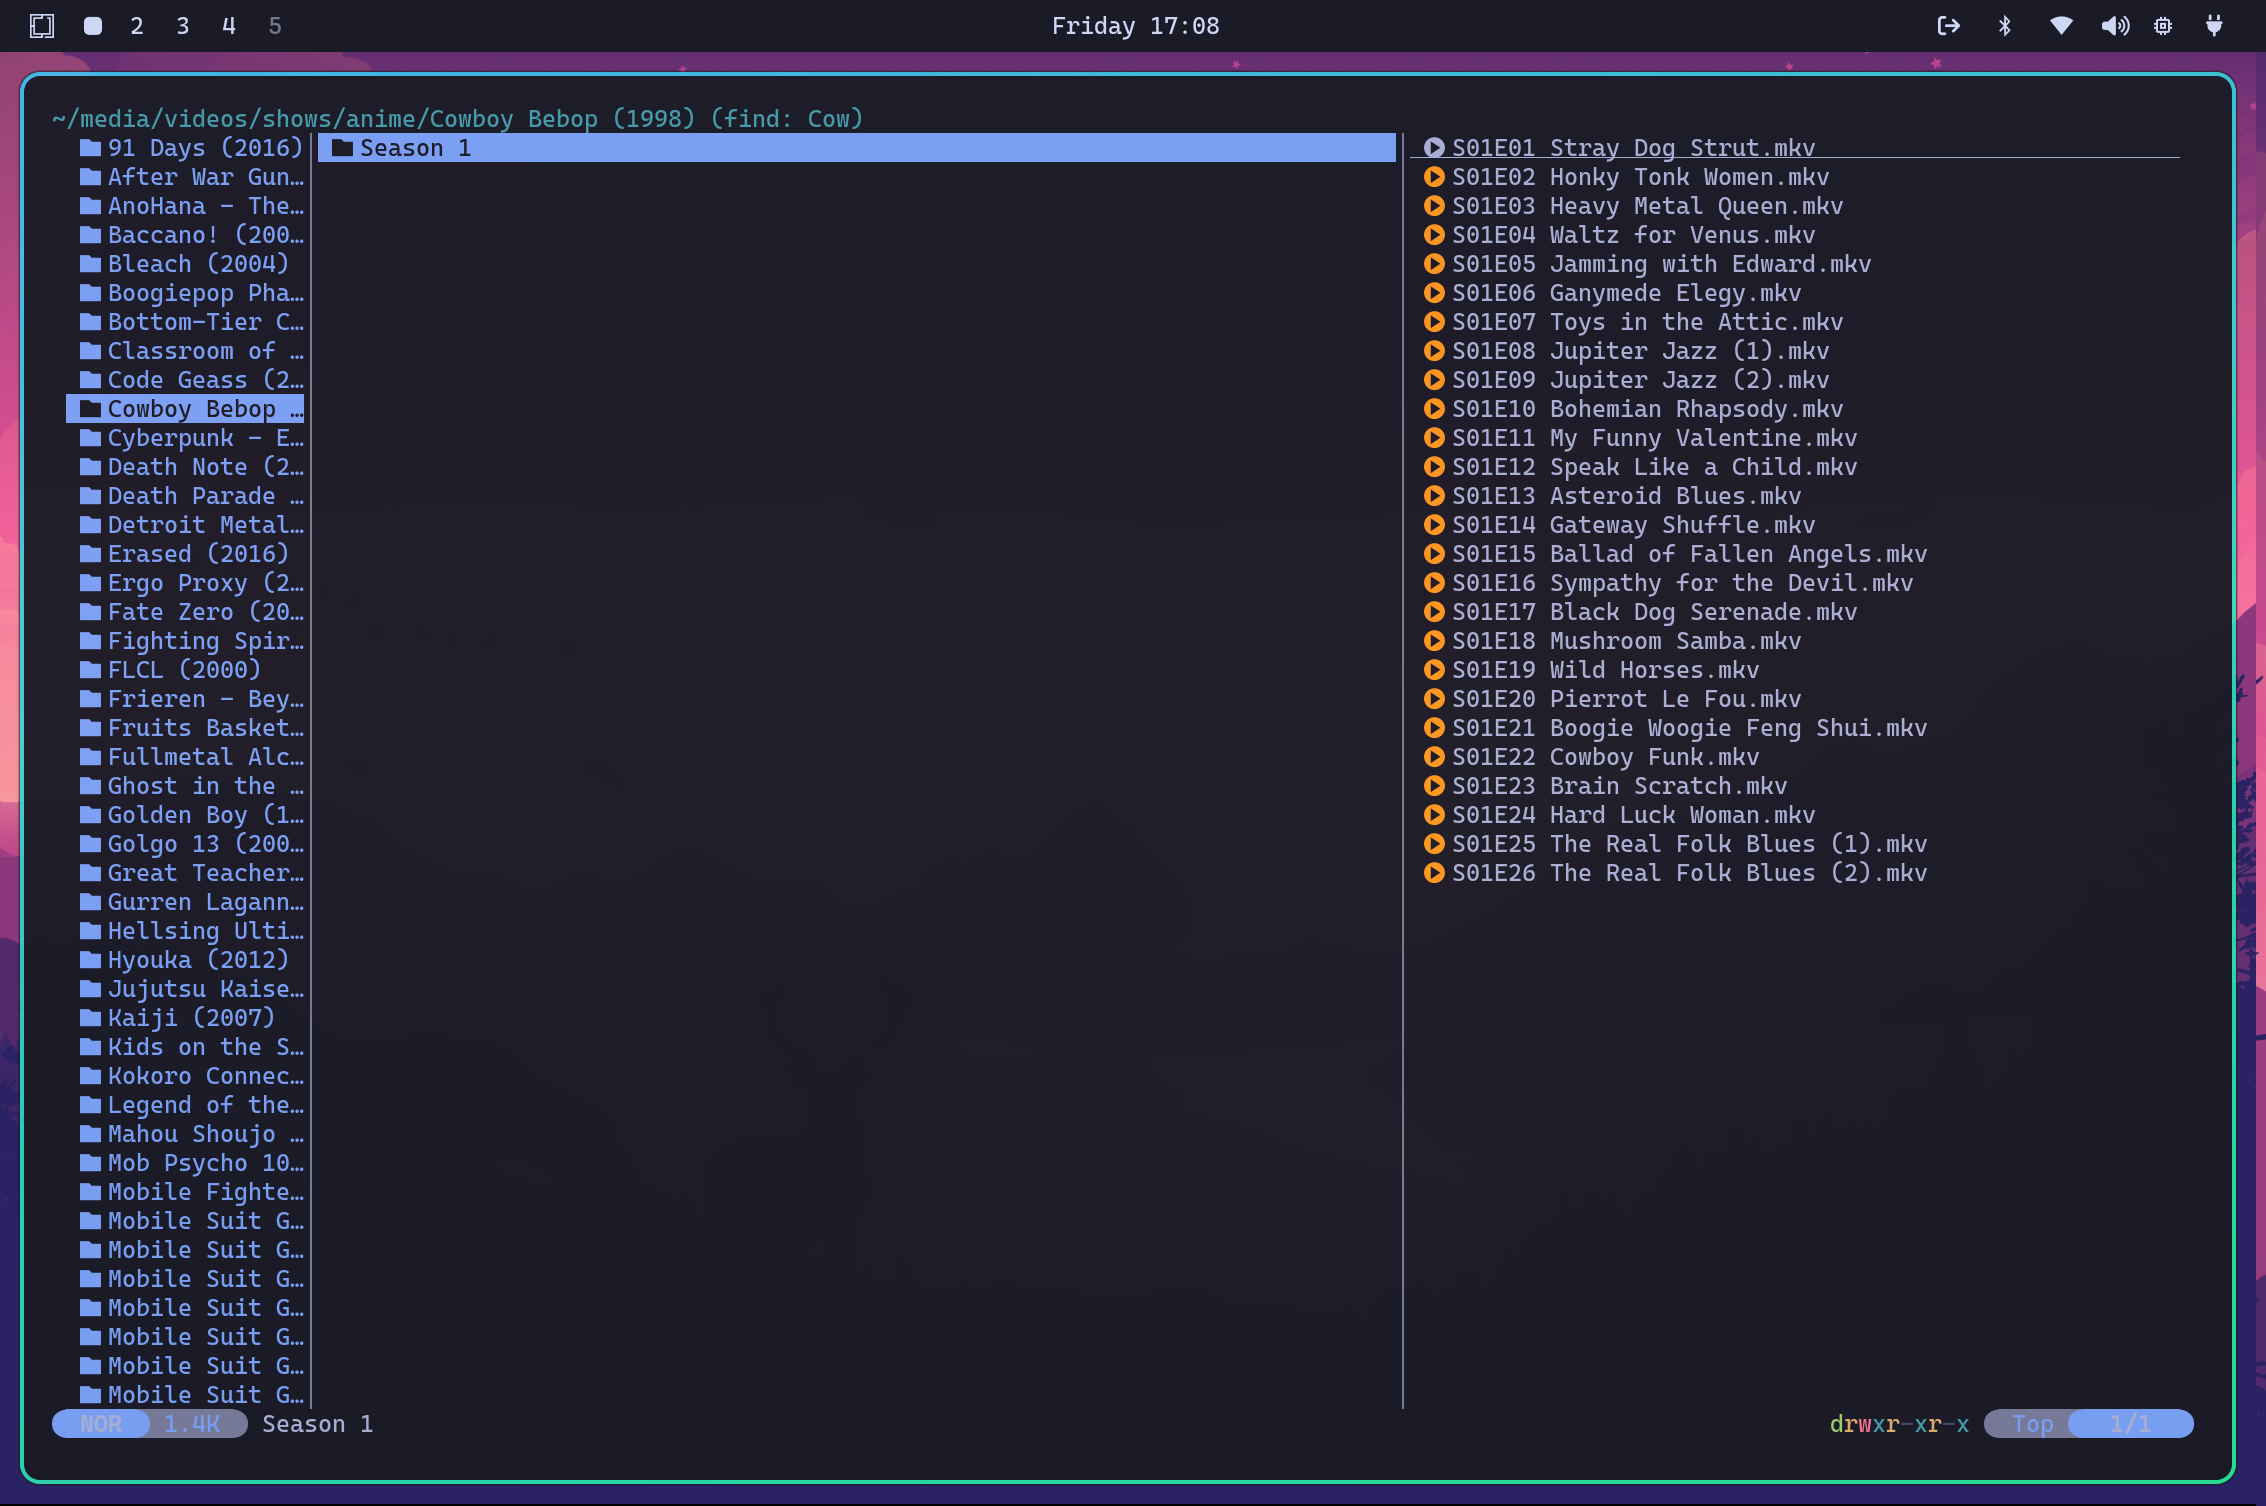 2 3 4 5
Friday 17:08
~/media/videos/shows/anime/Cowboy Bebop (1998) (find: Cow)
91 Days (2016)
After War Gun…
AnoHana - The…
Baccano! (200…
Bleach (2004)
Boogiepop Pha…
Bottom-Tier C…
Classroom of …
Code Geass (2…
Cowboy Bebop …
Cyberpunk - E…
Death Note (2…
Death Parade …
Detroit Metal…
Erased (2016)
Ergo Proxy (2…
Fate Zero (20…
Fighting Spir…
FLCL (2000)
Frieren - Bey…
Fruits Basket…
Fullmetal Alc…
Ghost in the …
Golden Boy (1…
Golgo 13 (200…
Great Teacher…
Gurren Lagann…
Hellsing Ulti…
Hyouka (2012)
Jujutsu Kaise…
Kaiji (2007)
Kids on the S…
Kokoro Connec…
Legend of the…
Mahou Shoujo …
Mob Psycho 10…
Mobile Fighte…
Mobile Suit G…
Mobile Suit G…
Mobile Suit G…
Mobile Suit G…
Mobile Suit G…
Mobile Suit G…
Mobile Suit G…
Season 1
S01E01 Stray Dog Strut.mkv
S01E02 Honky Tonk Women.mkv
S01E03 Heavy Metal Queen.mkv
S01E04 Waltz for Venus.mkv
S01E05 Jamming with Edward.mkv
S01E06 Ganymede Elegy.mkv
S01E07 Toys in the Attic.mkv
S01E08 Jupiter Jazz (1).mkv
S01E09 Jupiter Jazz (2).mkv
S01E10 Bohemian Rhapsody.mkv
S01E11 My Funny Valentine.mkv
S01E12 Speak Like a Child.mkv
S01E13 Asteroid Blues.mkv
S01E14 Gateway Shuffle.mkv
S01E15 Ballad of Fallen Angels.mkv
S01E16 Sympathy for the Devil.mkv
S01E17 Black Dog Serenade.mkv
S01E18 Mushroom Samba.mkv
S01E19 Wild Horses.mkv
S01E20 Pierrot Le Fou.mkv
S01E21 Boogie Woogie Feng Shui.mkv
S01E22 Cowboy Funk.mkv
S01E23 Brain Scratch.mkv
S01E24 Hard Luck Woman.mkv
S01E25 The Real Folk Blues (1).mkv
S01E26 The Real Folk Blues (2).mkv
NOR 1.4K Season 1
drwxr-xr-x Top 1/1